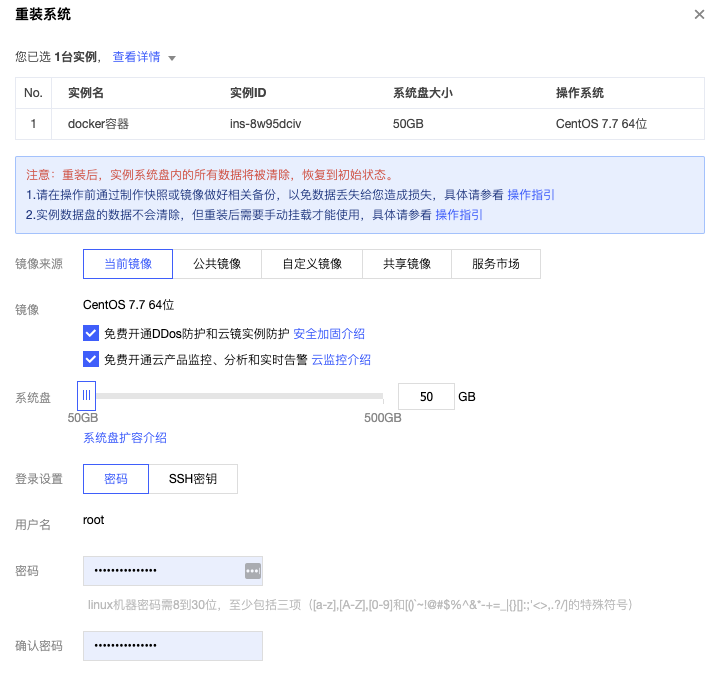 重装系统
您已选 1台实例， 查看详情
No. 实例名 实例ID 系统盘大小 操作系统
1 docker容器 ins-8w95dciv 50GB CentOS 7.7 64位
注意：重装后，实例系统盘内的所有数据将被清除，恢复到初始状态。
1.请在操作前通过制作快照或镜像做好相关备份，以免数据丢失给您造成损失，具体请参看 操作指引
2.实例数据盘的数据不会清除，但重装后需要手动挂载才能使用，具体请参看 操作指引
镜像来源 当前镜像 公共镜像 自定义镜像 共享镜像 服务市场
镜像 CentOS 7.7 64位
免费开通DDos防护和云镜实例防护 安全加固介绍
免费开通云产品监控、分析和实时告警 云监控介绍
系统盘 50 GB
50GB 500GB
系统盘扩容介绍
登录设置 密码 SSH密钥
用户名 root
密码 •••••••••••••••
linux机器密码需8到30位，至少包括三项（[a-z],[A-Z],[0-9]和[()`~!@#$%^&*-+=_|{}[]:;'<>,.?/]的特殊符号）
确认密码 •••••••••••••••